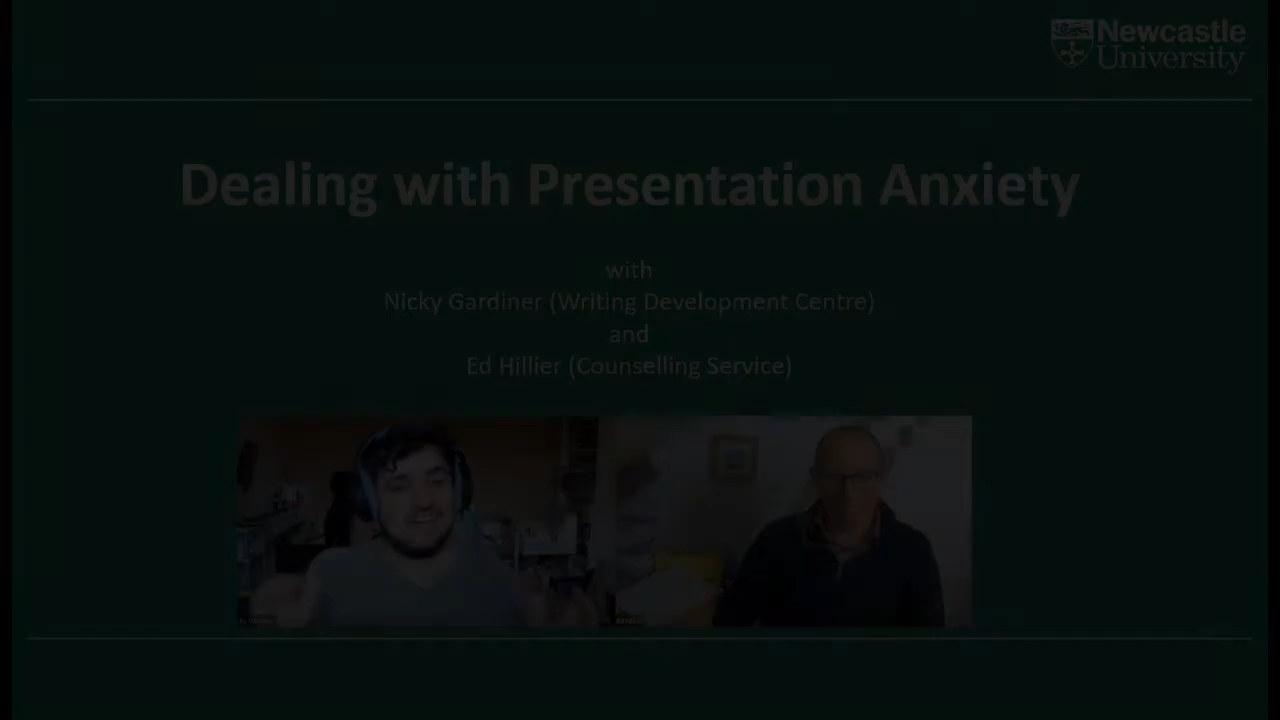 Newcastle
University
Dealing with Presentation Anxiety
with
Nicky Gardiner (Writing Development Centre)
and
Ed Hillier (Counselling Service)